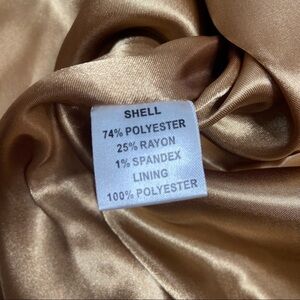 SHELL
74% POLYESTER
25% RAYON
1% SPANDEX
LINING
100% POLYESTER